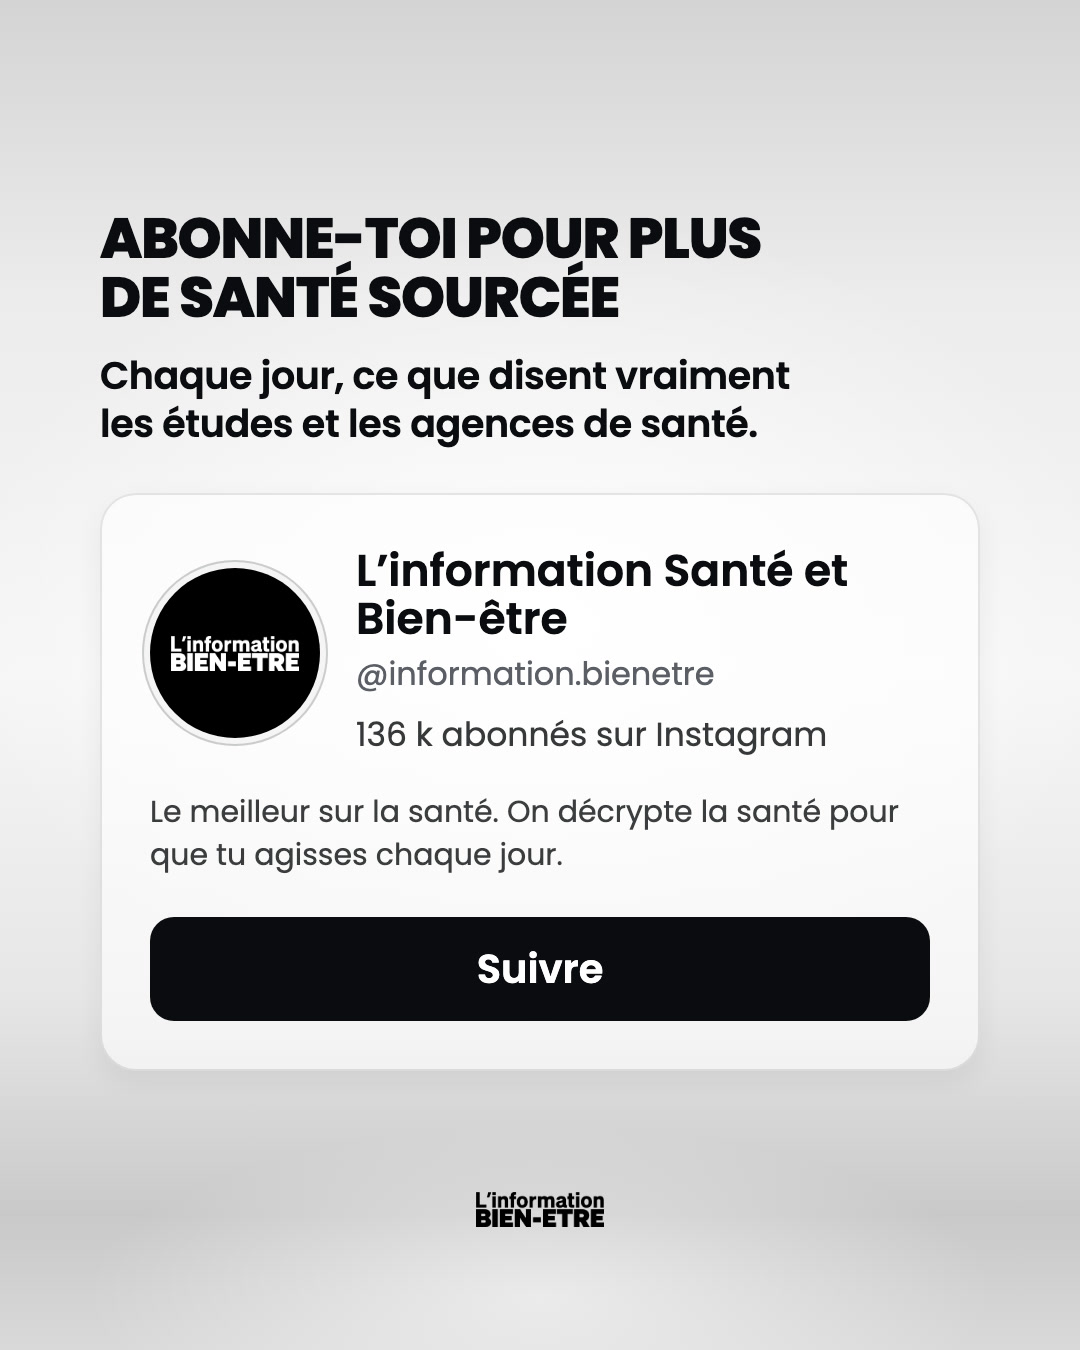 ABONNE-TOI POUR PLUS
DE SANTÉ SOURCÉE
Chaque jour, ce que disent vraiment
les études et les agences de santé.
L’information
BIEN-ETRE
L’information Santé et
Bien-être
@information.bienetre
136 k abonnés sur Instagram
Le meilleur sur la santé. On décrypte la santé pour
que tu agisses chaque jour.
Suivre
L’information
BIEN-ETRE